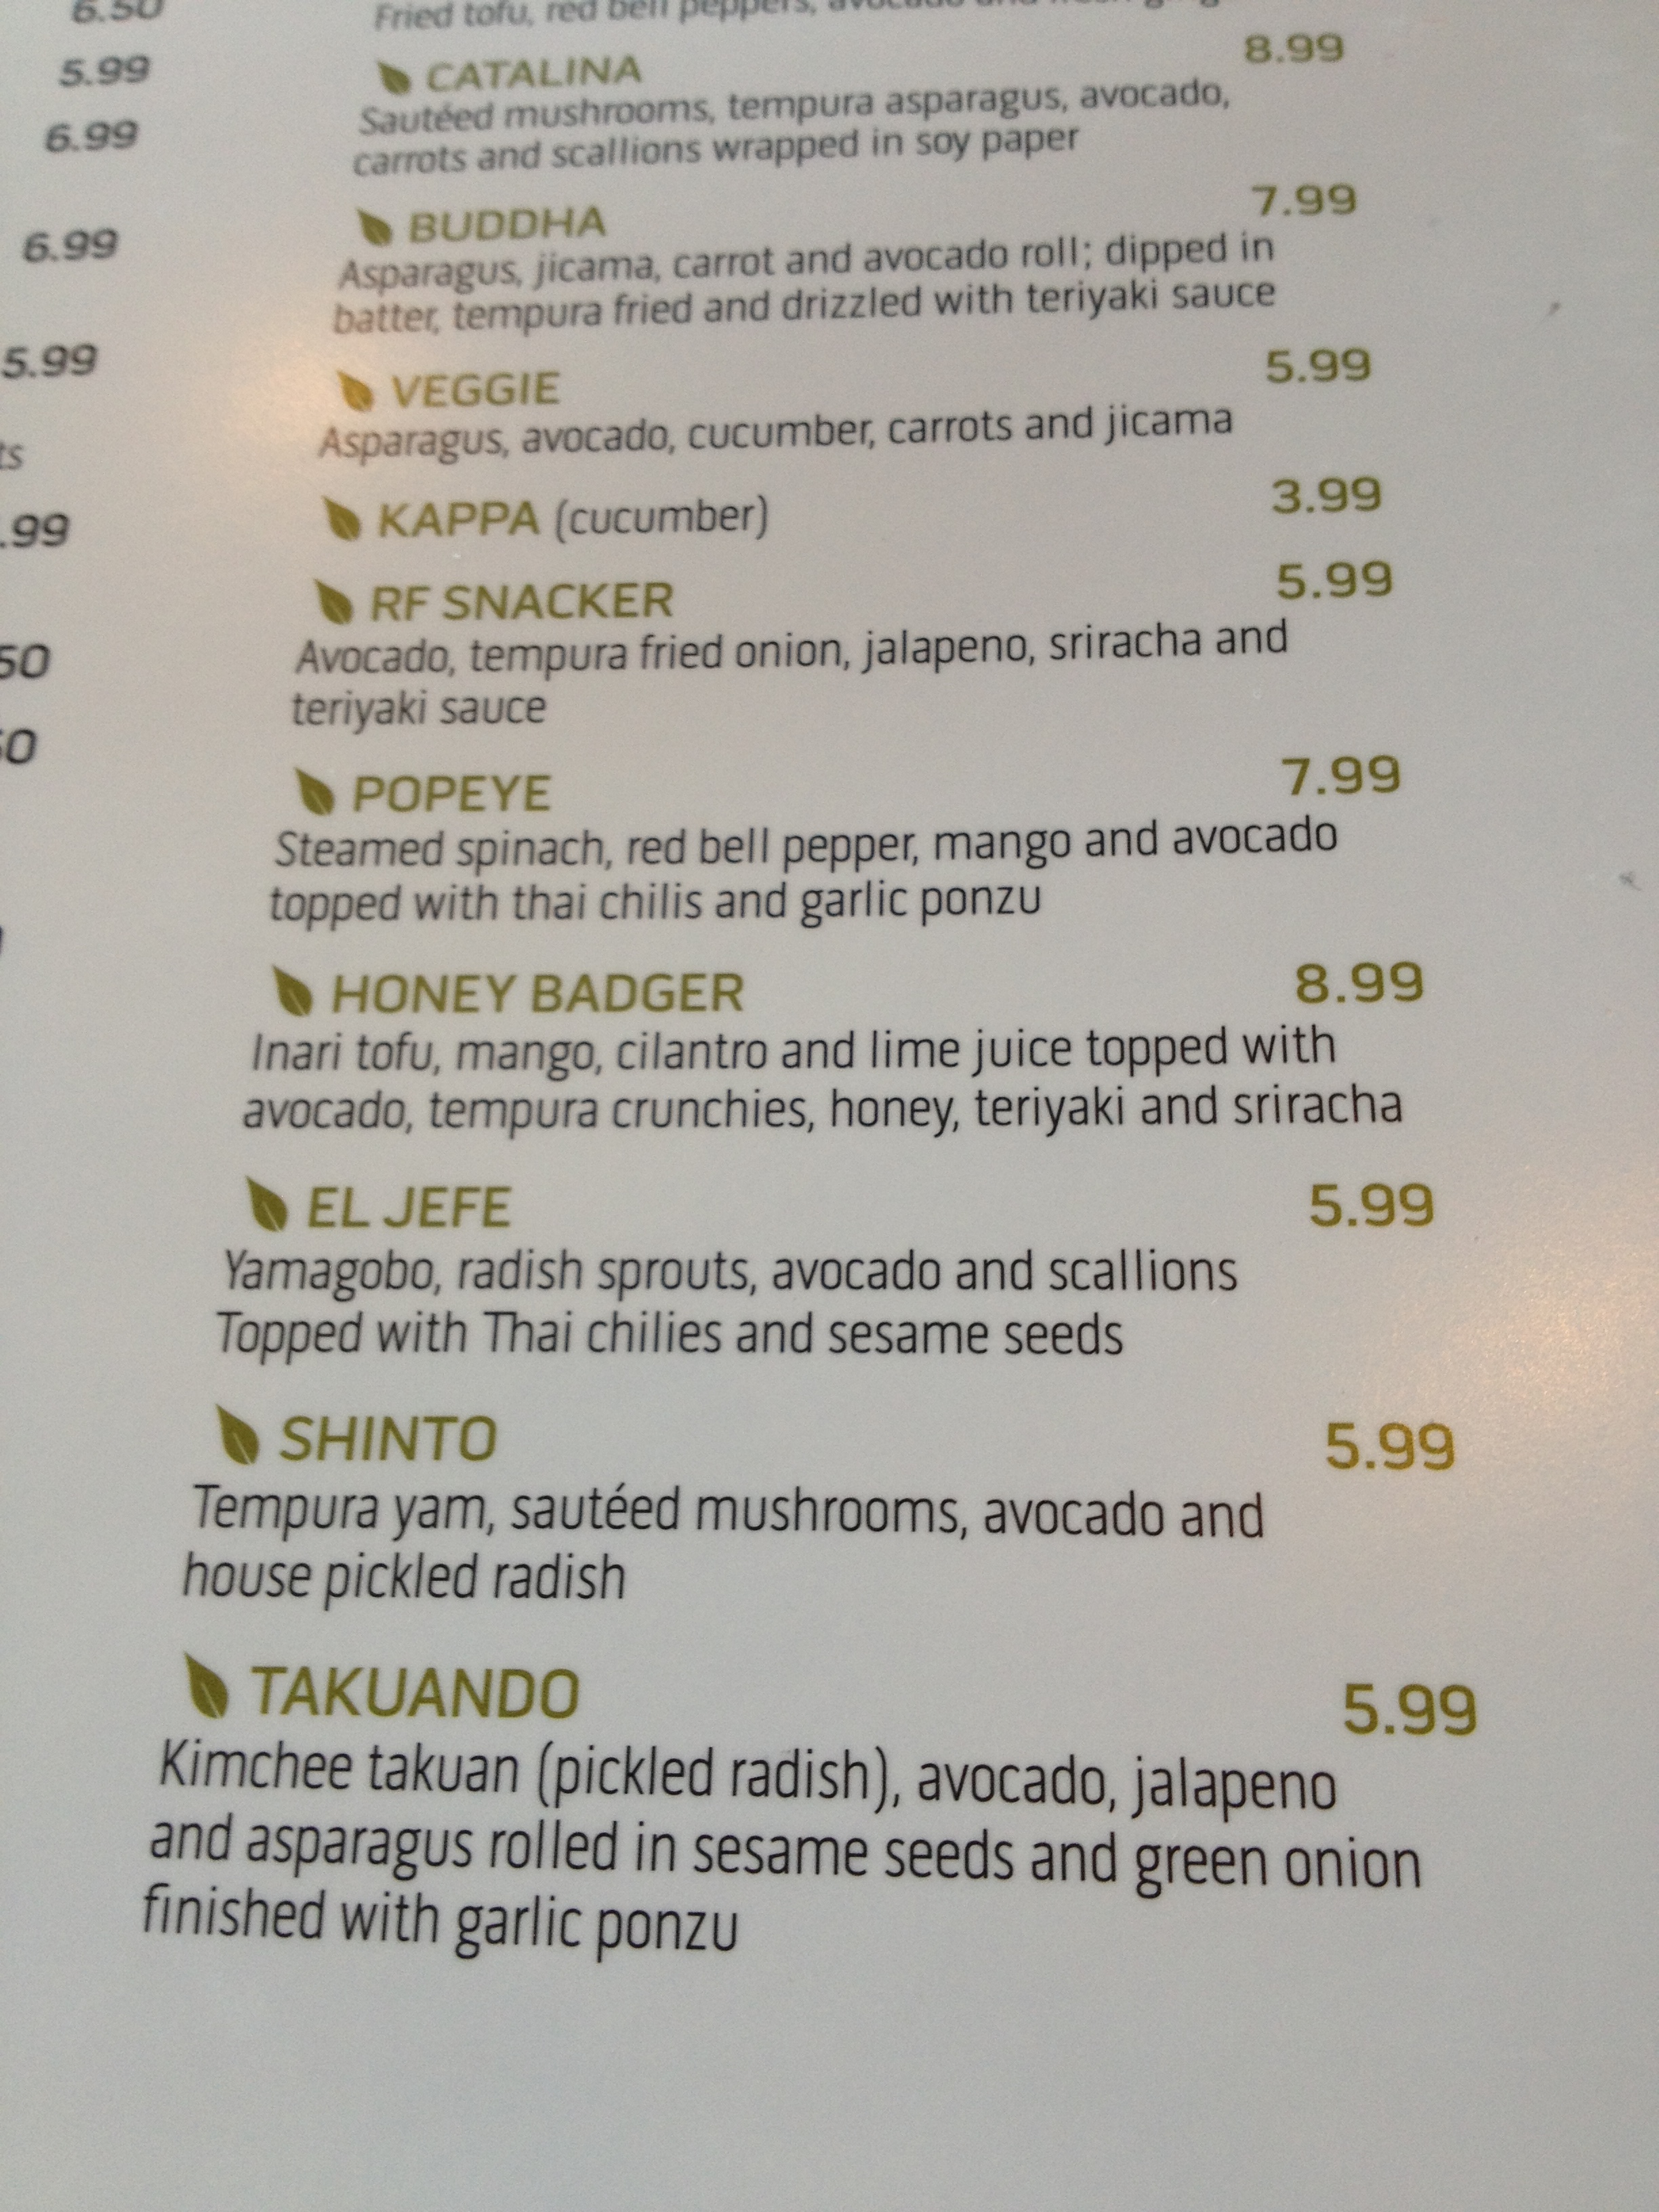 6.50
5.99
6.99
6.99
5.99
ts
.99
50
50
Fried tofu, red bell peppers, avocado and fresh
CATALINA 8.99
Sautéed mushrooms, tempura asparagus, avocado,
carrots and scallions wrapped in soy paper
BUDDHA 7.99
Asparagus, jicama, carrot and avocado roll; dipped in
batter, tempura fried and drizzled with teriyaki sauce
VEGGIE 5.99
Asparagus, avocado, cucumber, carrots and jicama
KAPPA (cucumber) 3.99
RF SNACKER 5.99
Avocado, tempura fried onion, jalapeno, sriracha and
teriyaki sauce
POPEYE 7.99
Steamed spinach, red bell pepper, mango and avocado
topped with thai chilis and garlic ponzu
HONEY BADGER 8.99
Inari tofu, mango, cilantro and lime juice topped with
avocado, tempura crunchies, honey, teriyaki and sriracha
EL JEFE 5.99
Yamagobo, radish sprouts, avocado and scallions
Topped with Thai chilies and sesame seeds
SHINTO 5.99
Tempura yam, sautéed mushrooms, avocado and
house pickled radish
TAKUANDO 5.99
Kimchee takuan (pickled radish), avocado, jalapeno
and asparagus rolled in sesame seeds and green onion
finished with garlic ponzu